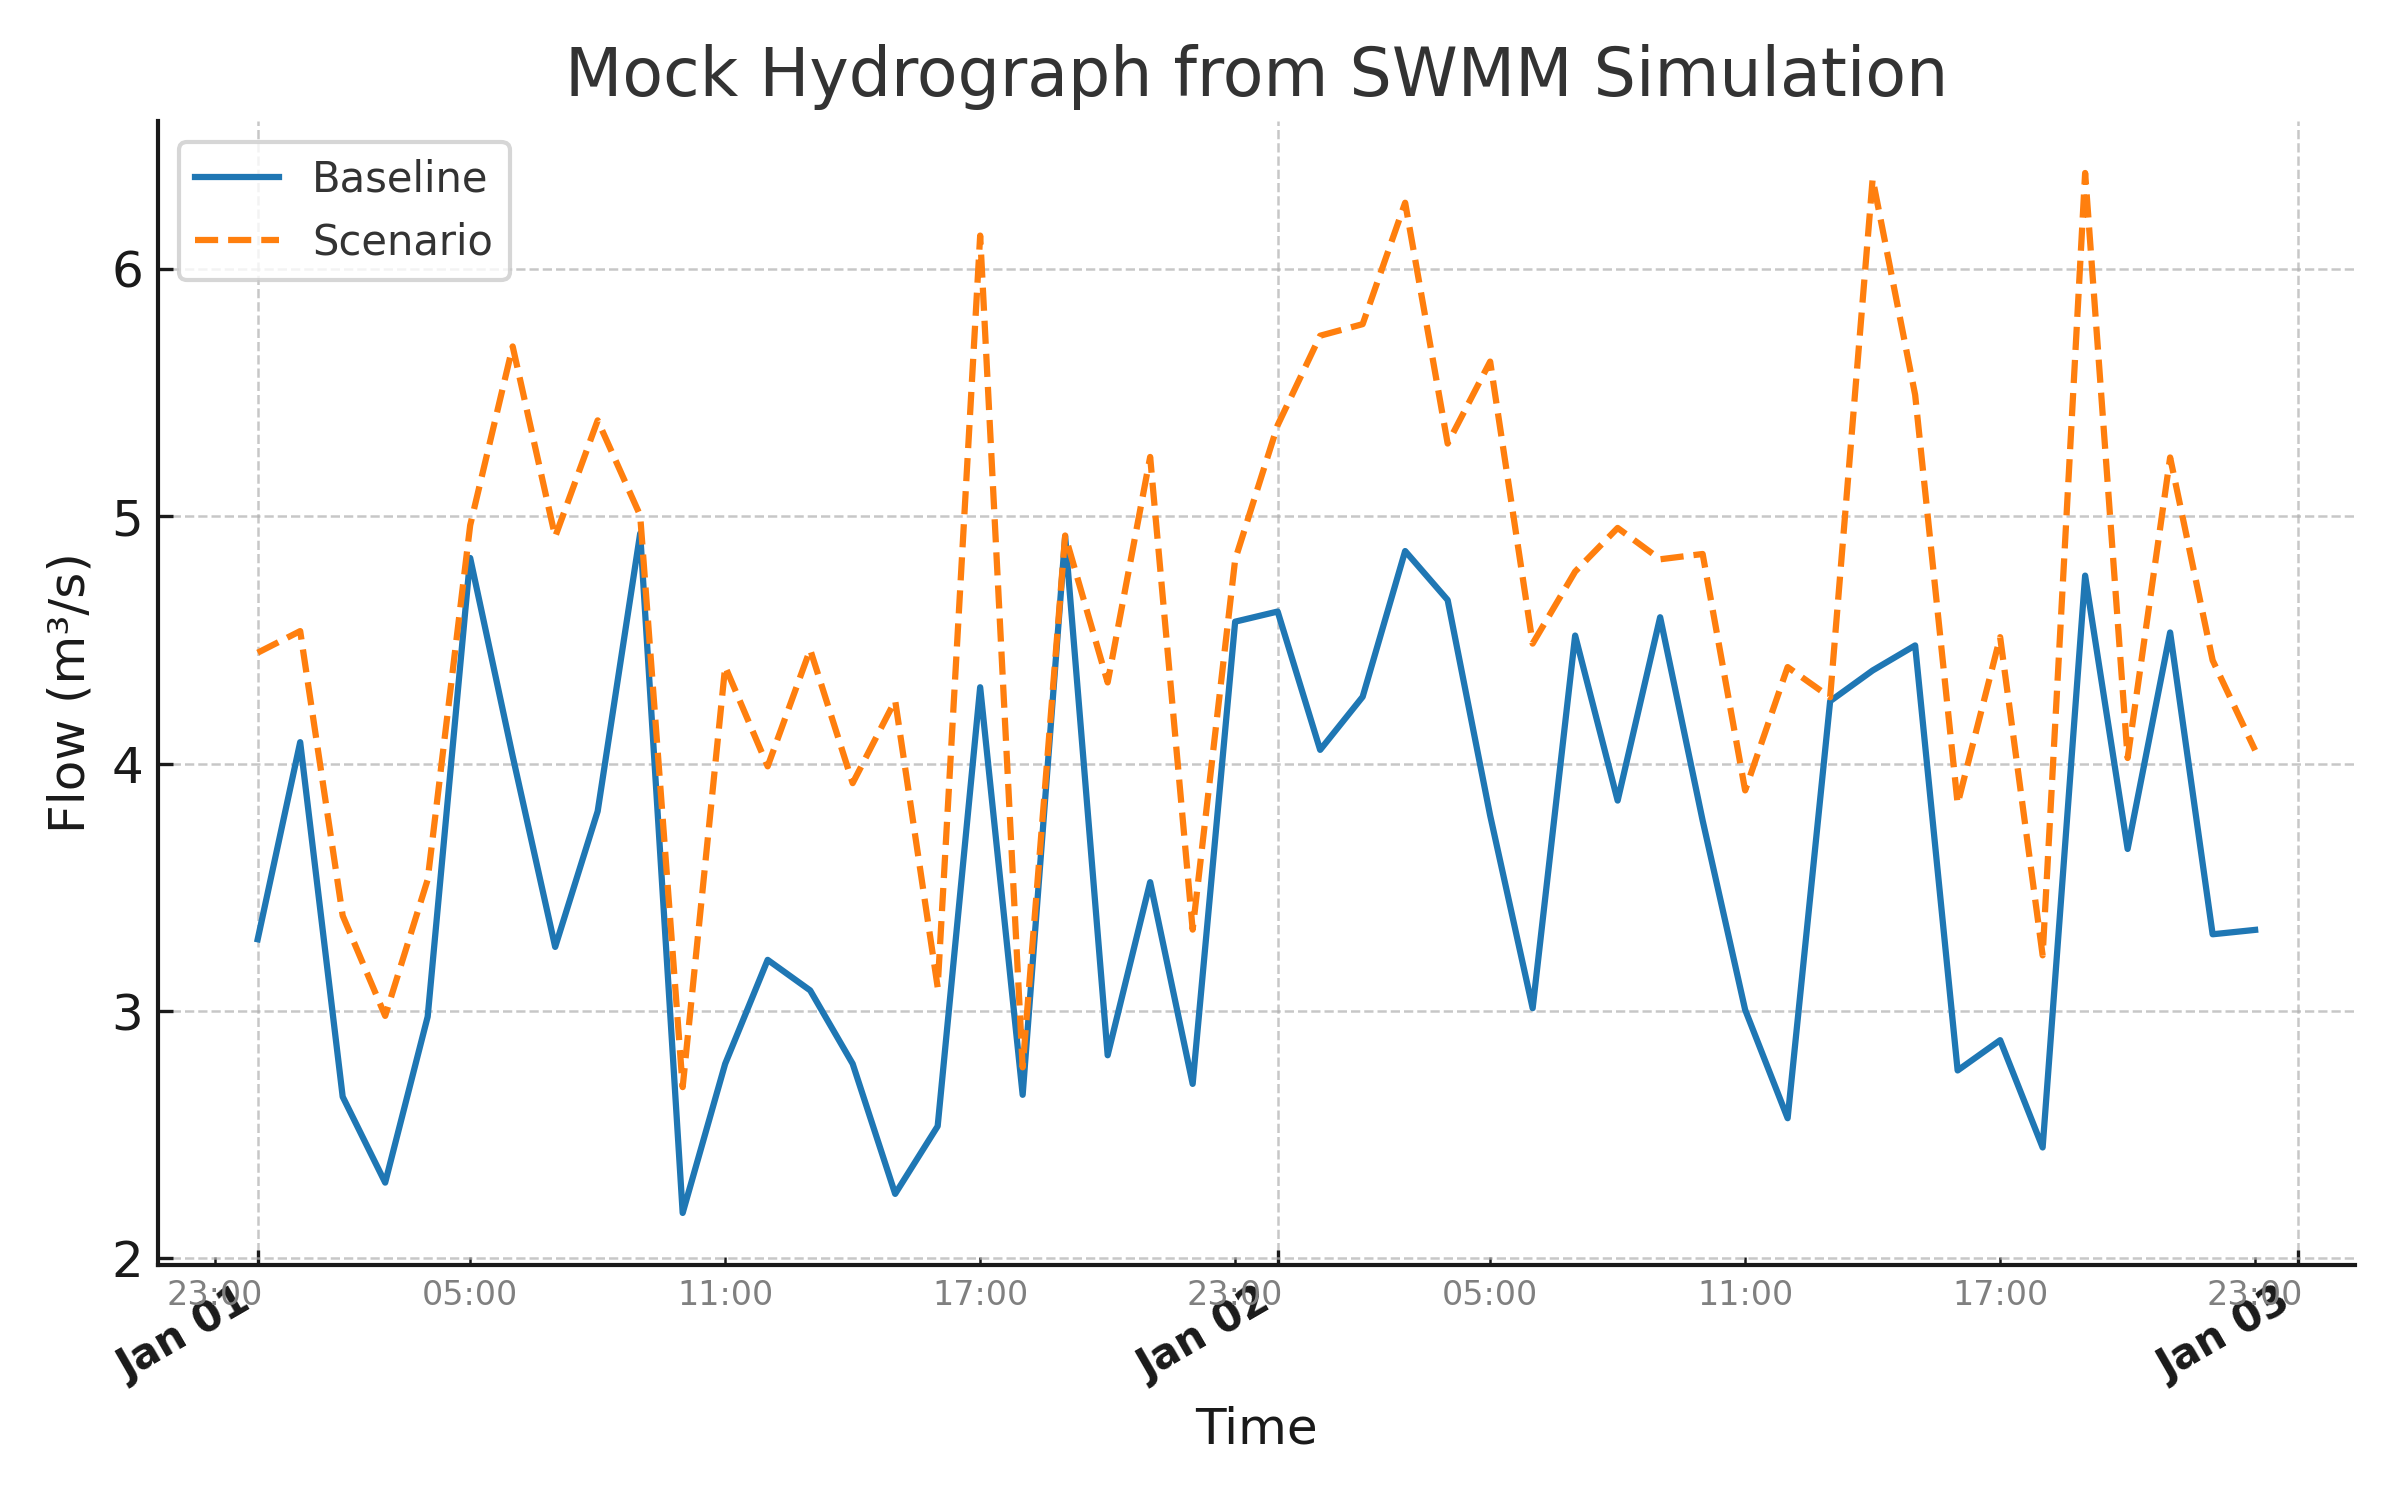 Mock Hydrograph from SWMM Simulation
Baseline
Scenario
Flow (m³/s)
6
5
4
3
2
23:00 05:00 11:00 17:00 23:00 05:00 11:00 17:00 23:00
Jan 01 Jan 02 Jan 03
Time